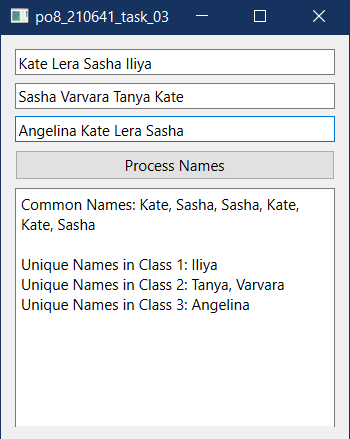 po8_210641_task_03
Kate Lera Sasha Iliya
Sasha Varvara Tanya Kate
Angelina Kate Lera Sasha
Process Names
Common Names: Kate, Sasha, Sasha, Kate,
Kate, Sasha
Unique Names in Class 1: Iliya
Unique Names in Class 2: Tanya, Varvara
Unique Names in Class 3: Angelina